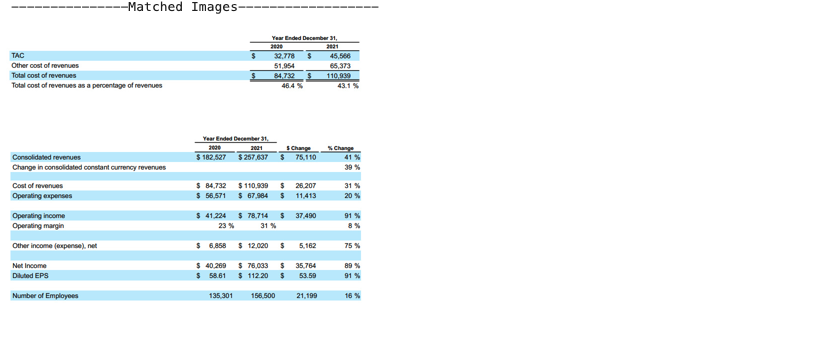 ———————————————Matched Images——————————————————
Year Ended December 31,
2020 2021
TAC $ 32,778 $ 45,566
Other cost of revenues 51,954 65,373
Total cost of revenues $ 84,732 $ 110,939
Total cost of revenues as a percentage of revenues 46.4 % 43.1 %
Year Ended December 31,
2020 2021 $ Change % Change
Consolidated revenues $ 182,527 $ 257,637 $ 75,110 41 %
Change in consolidated constant currency revenues 39 %
Cost of revenues $ 84,732 $ 110,939 $ 26,207 31 %
Operating expenses $ 56,571 $ 67,984 $ 11,413 20 %
Operating income $ 41,224 $ 78,714 $ 37,490 91 %
Operating margin 23 % 31 % 8 %
Other income (expense), net $ 6,858 $ 12,020 $ 5,162 75 %
Net Income $ 40,269 $ 76,033 $ 35,764 89 %
Diluted EPS $ 58.61 $ 112.20 $ 53.59 91 %
Number of Employees 135,301 156,500 21,199 16 %